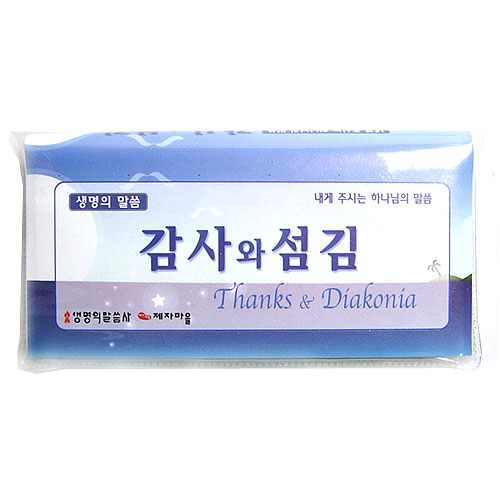 생명의 말씀
내게 주시는 하나님의 말씀
감사와 섬김
Thanks & Diakonia
생명의말씀사 제자마을